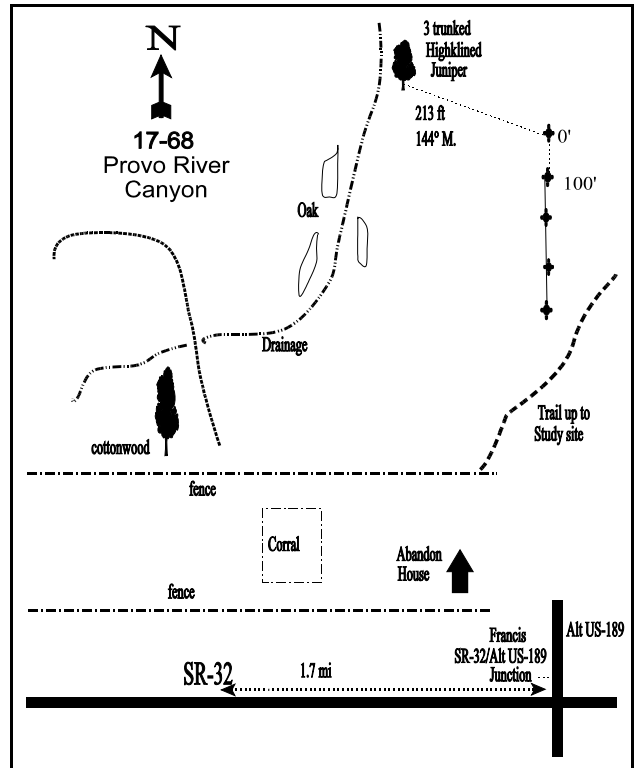 N
17-68
Provo River
Canyon
3 trunked
Highklined
Juniper
213 ft
144º M.
0'
100'
Oak
Drainage
cottonwood
Trail up to
Study site
fence
Corral
Abandon
House
fence
Francis
SR-32/Alt US-189
Junction
Alt US-189
SR-32
1.7 mi